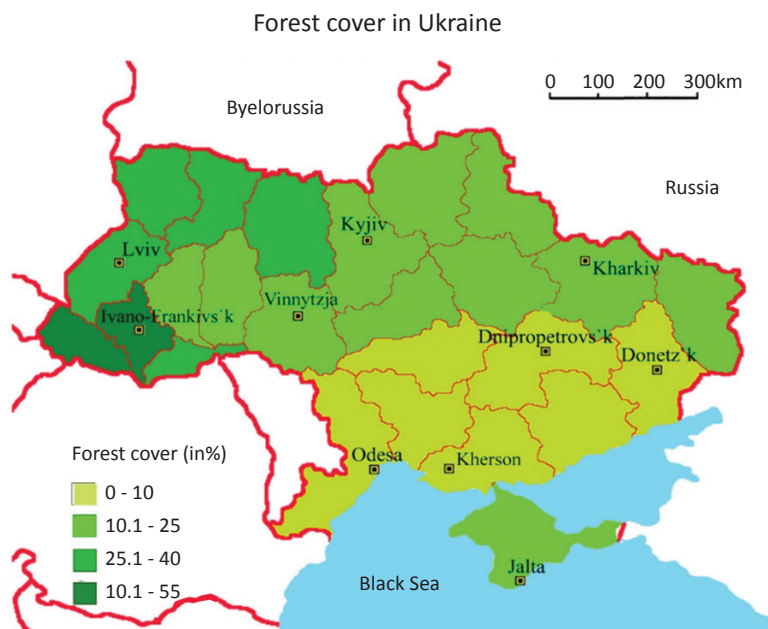 Forest cover in Ukraine
0 100 200 300km
Byelorussia
Russia
Kyjiv
Lviv
Kharkiv
Vinnytzja
Ivano-Frankivs`k
Dnipropetrovs`k
Donetz`k
Forest cover (in%)
0 - 10
10.1 - 25
25.1 - 40
10.1 - 55
Odesa
Kherson
Jalta
Black Sea